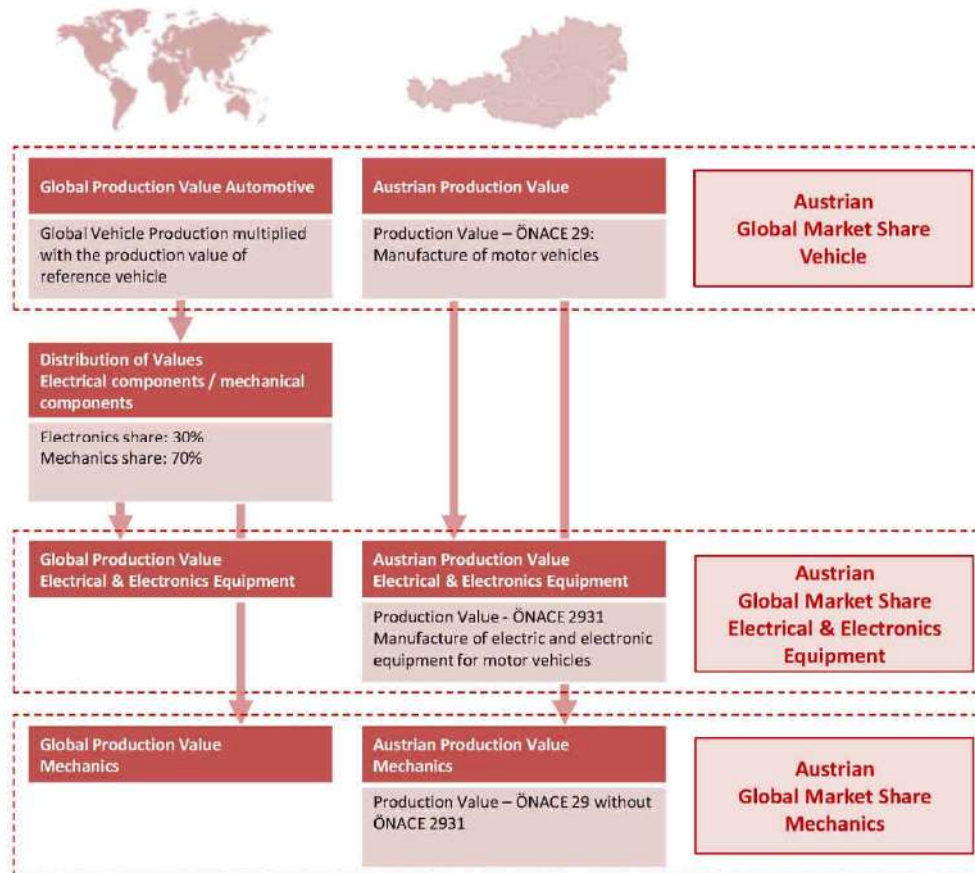 Global Production Value Automotive
Global Vehicle Production multiplied
with the production value of
reference vehicle
Austrian Production Value
Production Value – ÖNACE 29:
Manufacture of motor vehicles
Austrian
Global Market Share
Vehicle
Distribution of Values
Electrical components / mechanical
components
Electronics share: 30%
Mechanics share: 70%
Global Production Value
Electrical & Electronics Equipment
Austrian Production Value
Electrical & Electronics Equipment
Production Value - ÖNACE 2931
Manufacture of electric and electronic
equipment for motor vehicles
Austrian
Global Market Share
Electrical & Electronics
Equipment
Global Production Value
Mechanics
Austrian Production Value
Mechanics
Production Value – ÖNACE 29 without
ÖNACE 2931
Austrian
Global Market Share
Mechanics